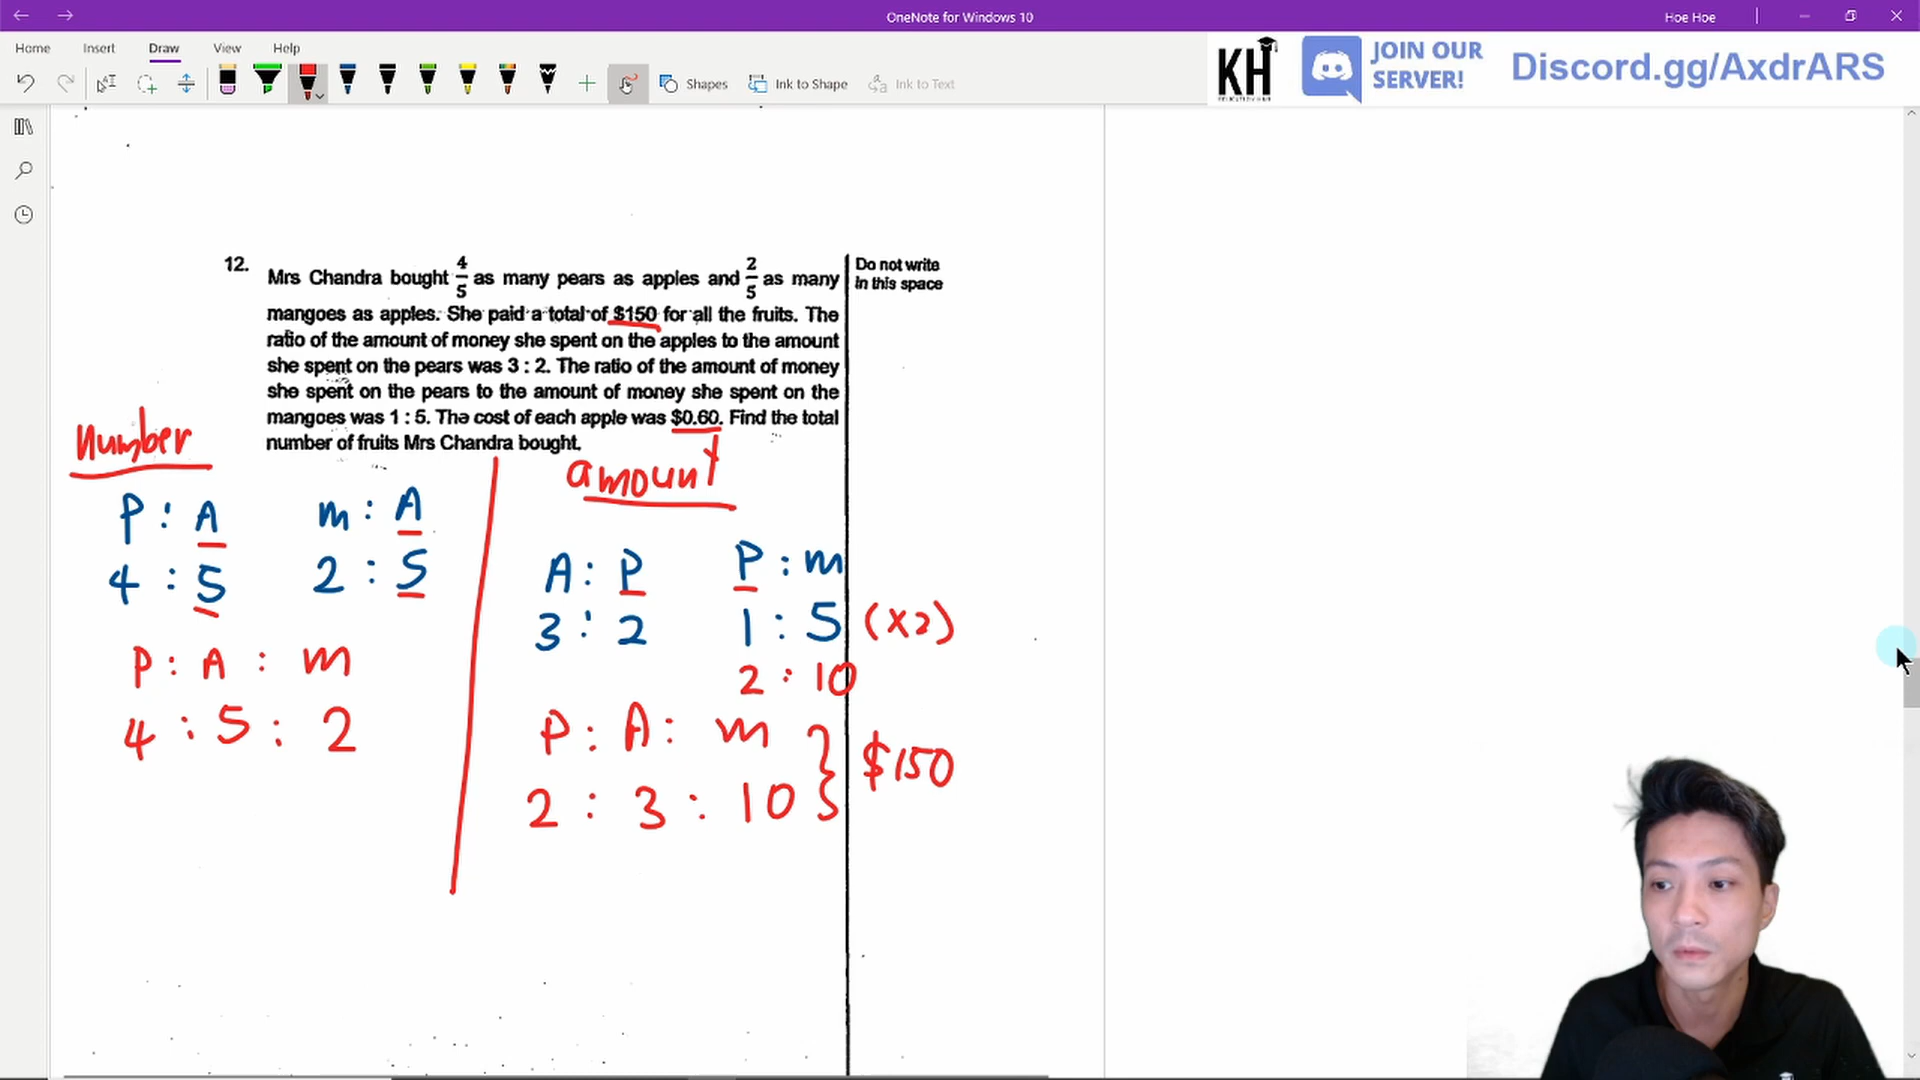 OneNote for Windows 10
Hoe Hoe
Home Insert Draw View Help
Shapes Ink to Shape Ink to Text
KH
JOIN OUR
SERVER!
Discord.gg/AxdrARS
12. Mrs Chandra bought 4/5 as many pears as apples and 2/5 as many
mangoes as apples. She paid a total of $150 for all the fruits. The
ratio of the amount of money she spent on the apples to the amount
she spent on the pears was 3 : 2. The ratio of the amount of money
she spent on the pears to the amount of money she spent on the
mangoes was 1 : 5. The cost of each apple was $0.60. Find the total
number of fruits Mrs Chandra bought.
Do not write
in this space
Number
P : A m : A
4 : 5 2 : 5
P : A : m
4 : 5 : 2
amount
A : P P : m
3 : 2 1 : 5 (x2)
2 : 10
P : A : m } $150
2 : 3 : 10